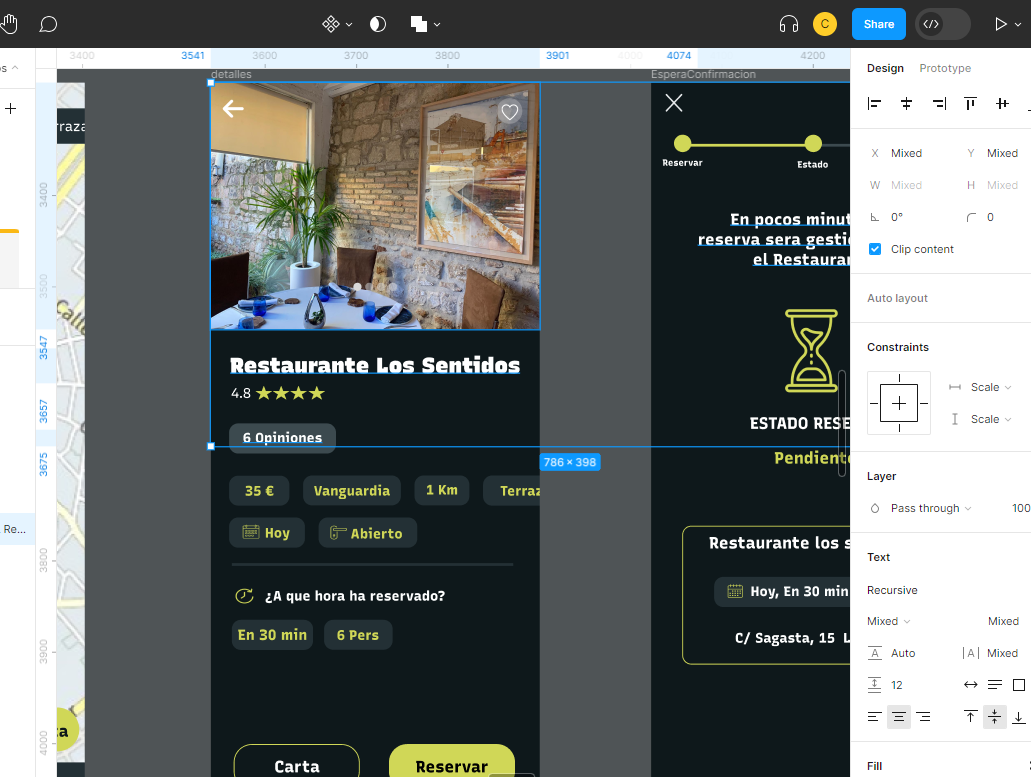 C
Share
Design
Prototype
3400
3541
3600
3700
3800
3901
4000
4074
4200
detalles
EsperaConfirmacion
rraza
Reservar
Estado
X Mixed
Y Mixed
W Mixed
H Mixed
0°
0
Clip content
Auto layout
Constraints
Scale
Scale
Layer
Pass through
100
Text
Recursive
Mixed
Mixed
Auto
Mixed
12
Fill
3400
3500
3547
3657
3675
3800
3900
4000
Re...
Restaurante Los Sentidos
4.8
6 Opiniones
786 × 398
35 €
Vanguardia
1 Km
Terraz
Hoy
Abierto
¿A que hora ha reservado?
En 30 min
6 Pers
Carta
Reservar
En pocos minut
reserva sera gesti
el Restauran
ESTADO RESE
Pendiente
Restaurante los s
Hoy, En 30 min
C/ Sagasta, 15 L